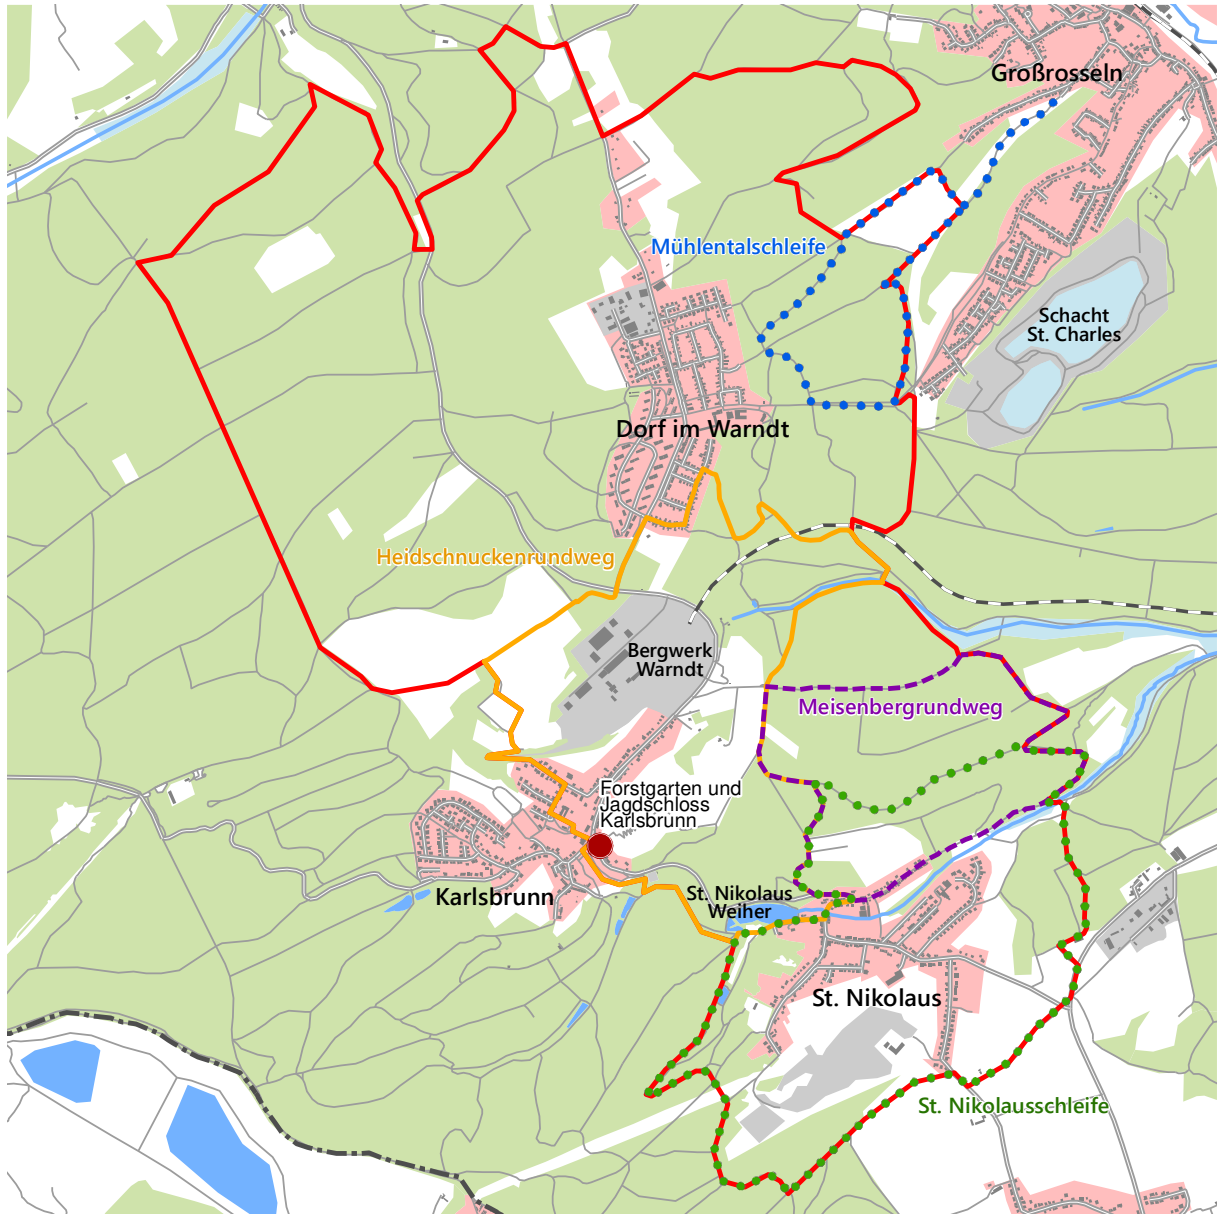 Großrosseln
Mühlentalschleife
Schacht
St. Charles
Dorf im Warndt
Heidschnuckenrundweg
Bergwerk
Warndt
Meisenbergrundweg
Forstgarten und
Jagdschloss
Karlsbrunn
Karlsbrunn
St. Nikolaus
Weiher
St. Nikolaus
St. Nikolausschleife